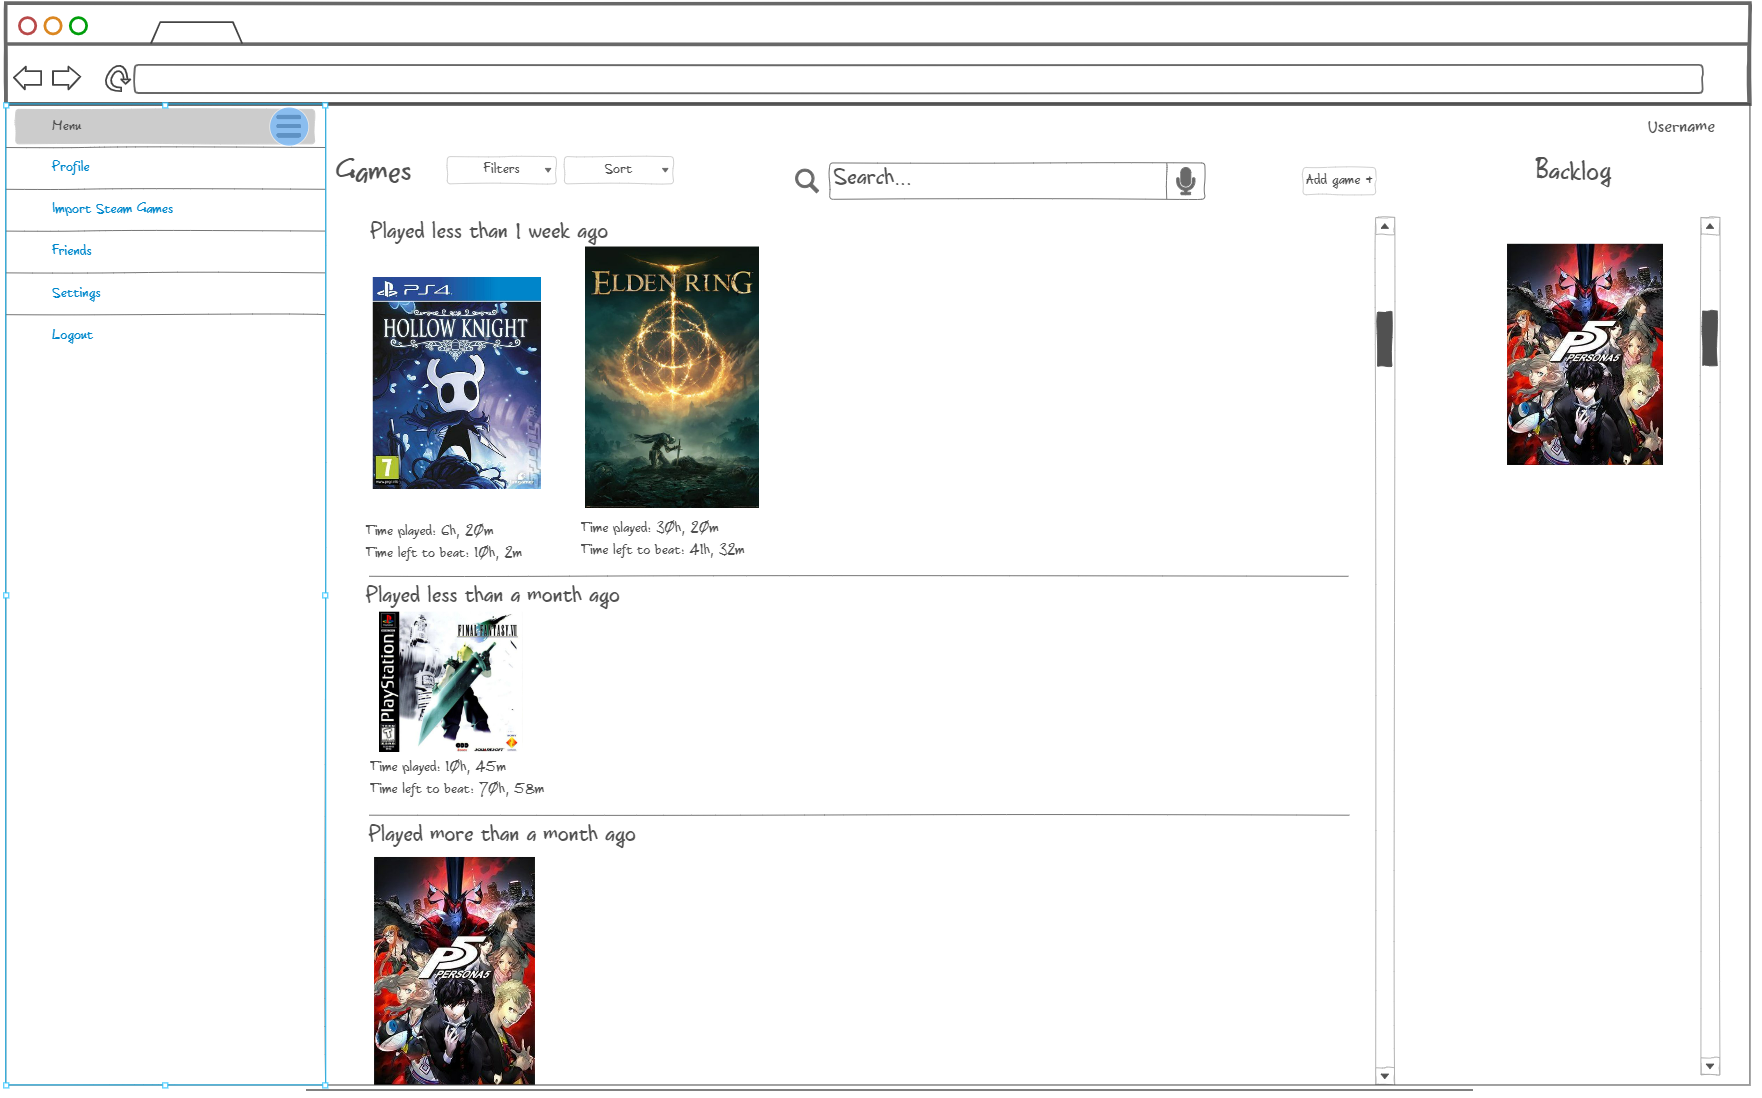 Menu
Profile
Import Steam Games
Friends
Settings
Logout
Username
Games
Filters
Sort
Search...
Add game +
Backlog
Played less than 1 week ago
PS4
HOLLOW KNIGHT
7
ELDEN RING
Time played: 6h, 20m
Time left to beat: 10h, 2m
Time played: 30h, 20m
Time left to beat: 41h, 32m
Played less than a month ago
PlayStation
FINAL FANTASY VII
SQUARESOFT
Time played: 10h, 45m
Time left to beat: 70h, 58m
Played more than a month ago
P5
PERSONA5
P5
PERSONA5